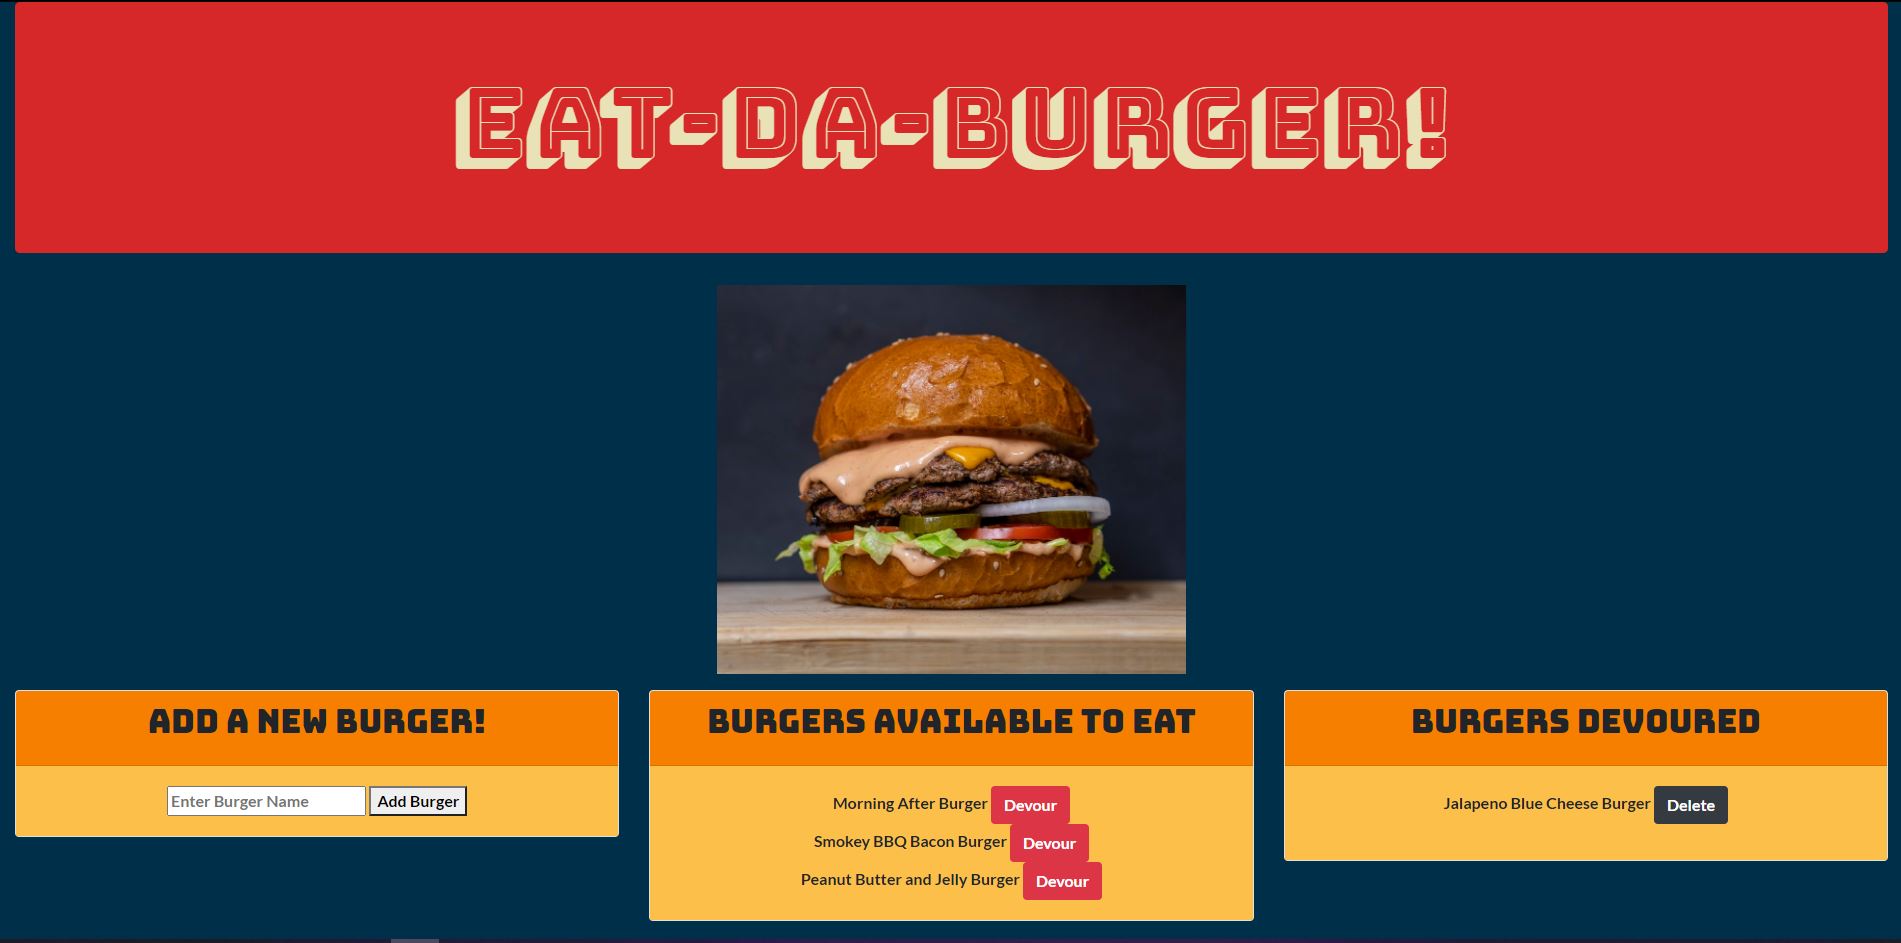 EAT-DA-BURGER!
ADD A NEW BURGER!
Enter Burger Name Add Burger
BURGERS AVAILABLE TO EAT
Morning After Burger Devour
Smokey BBQ Bacon Burger Devour
Peanut Butter and Jelly Burger Devour
BURGERS DEVOURED
Jalapeno Blue Cheese Burger Delete